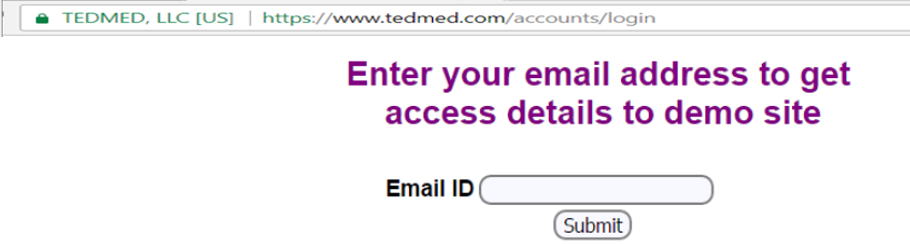 TEDMED, LLC [US] | https://www.tedmed.com/accounts/login
Enter your email address to get
access details to demo site
Email ID
Submit